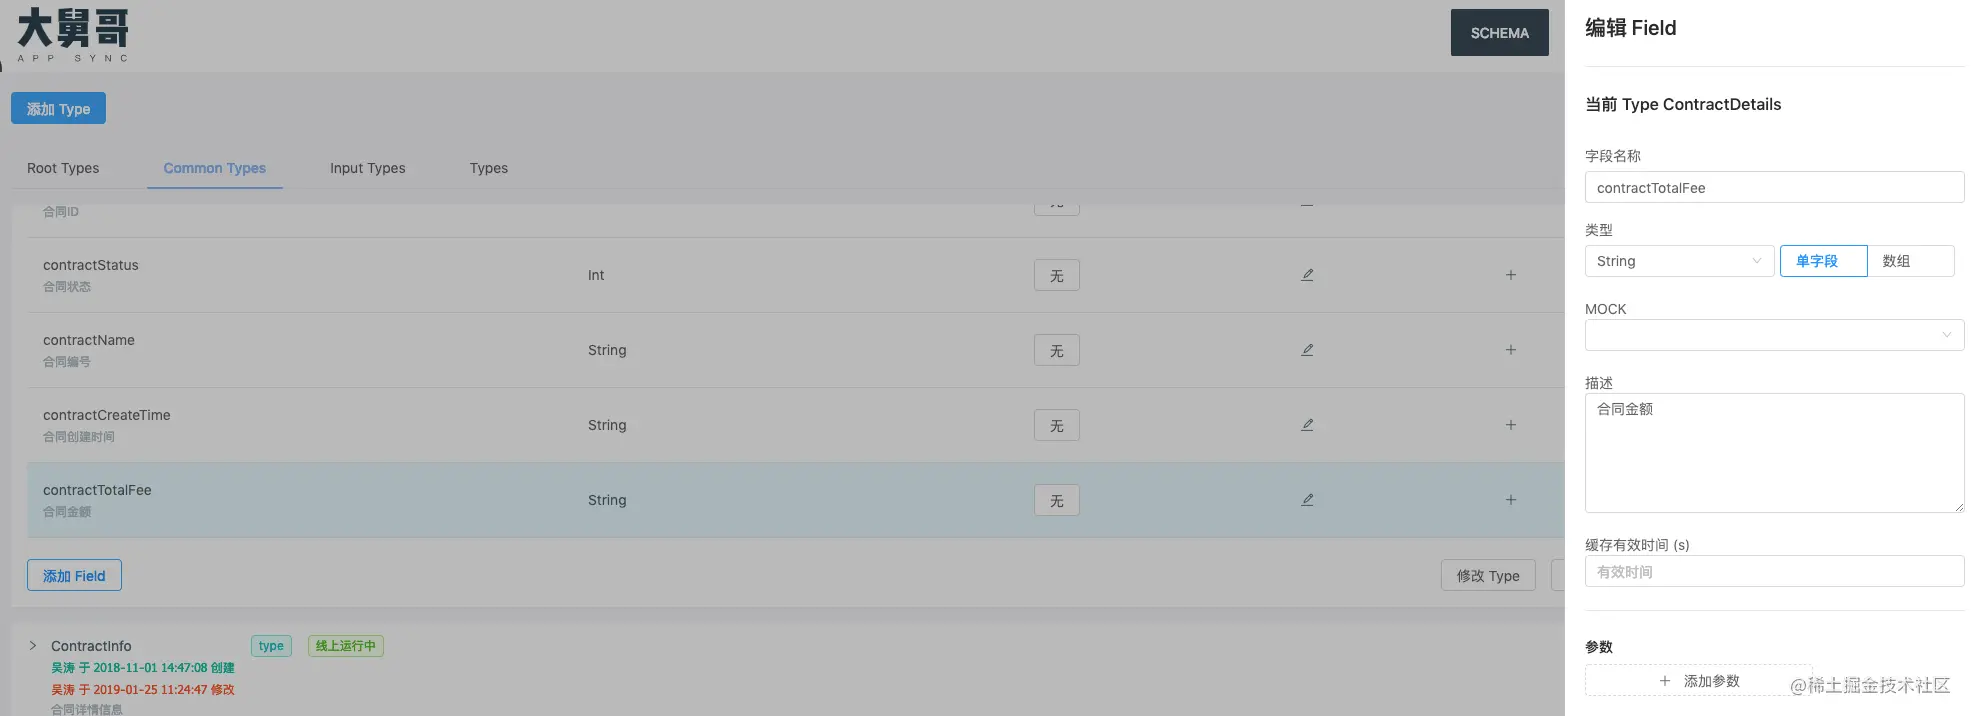 大舅哥
APP SYNC
SCHEMA
添加 Type
Root Types
Common Types
Input Types
Types
合同ID
contractStatus
合同状态
Int
无
contractName
合同编号
String
无
contractCreateTime
合同创建时间
String
无
contractTotalFee
合同金额
String
无
添加 Field
修改 Type
ContractInfo
type
线上运行中
吴涛 于 2018-11-01 14:47:08 创建
吴涛 于 2019-01-25 11:24:47 修改
合同详情信息
编辑 Field
当前 Type ContractDetails
字段名称
contractTotalFee
类型
String
单字段
数组
MOCK
描述
合同金额
缓存有效时间 (s)
有效时间
参数
添加参数
@稀土掘金技术社区